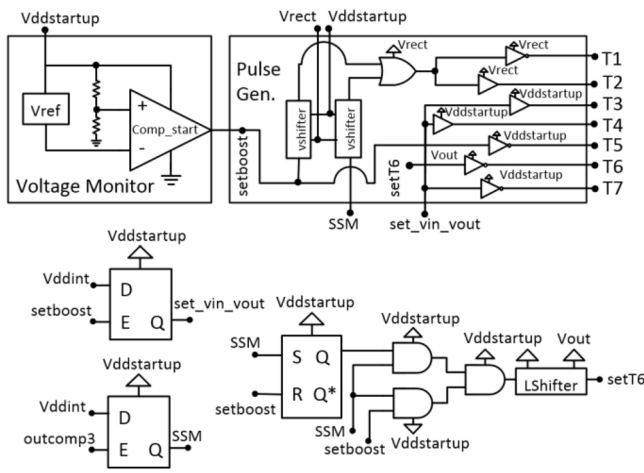 Vddstartup
Vref
+
Comp_start
-
Voltage Monitor
setboost
Vrect
Vddstartup
Pulse
Gen.
vshifter
vshifter
Vrect
Vrect
T1
Vrect
T2
Vddstartup
T3
Vddstartup
T4
Vddstartup
T5
setT6
Vout
T6
Vddstartup
T7
SSM
set_vin_vout
Vddstartup
Vddint
D
setboost
E Q
set_vin_vout
Vddstartup
Vddint
D
outcomp3
E Q
SSM
Vddstartup
SSM
S Q
setboost
R Q*
Vddstartup
SSM
setboost
Vddstartup
Vddstartup
Vout
LShifter
setT6